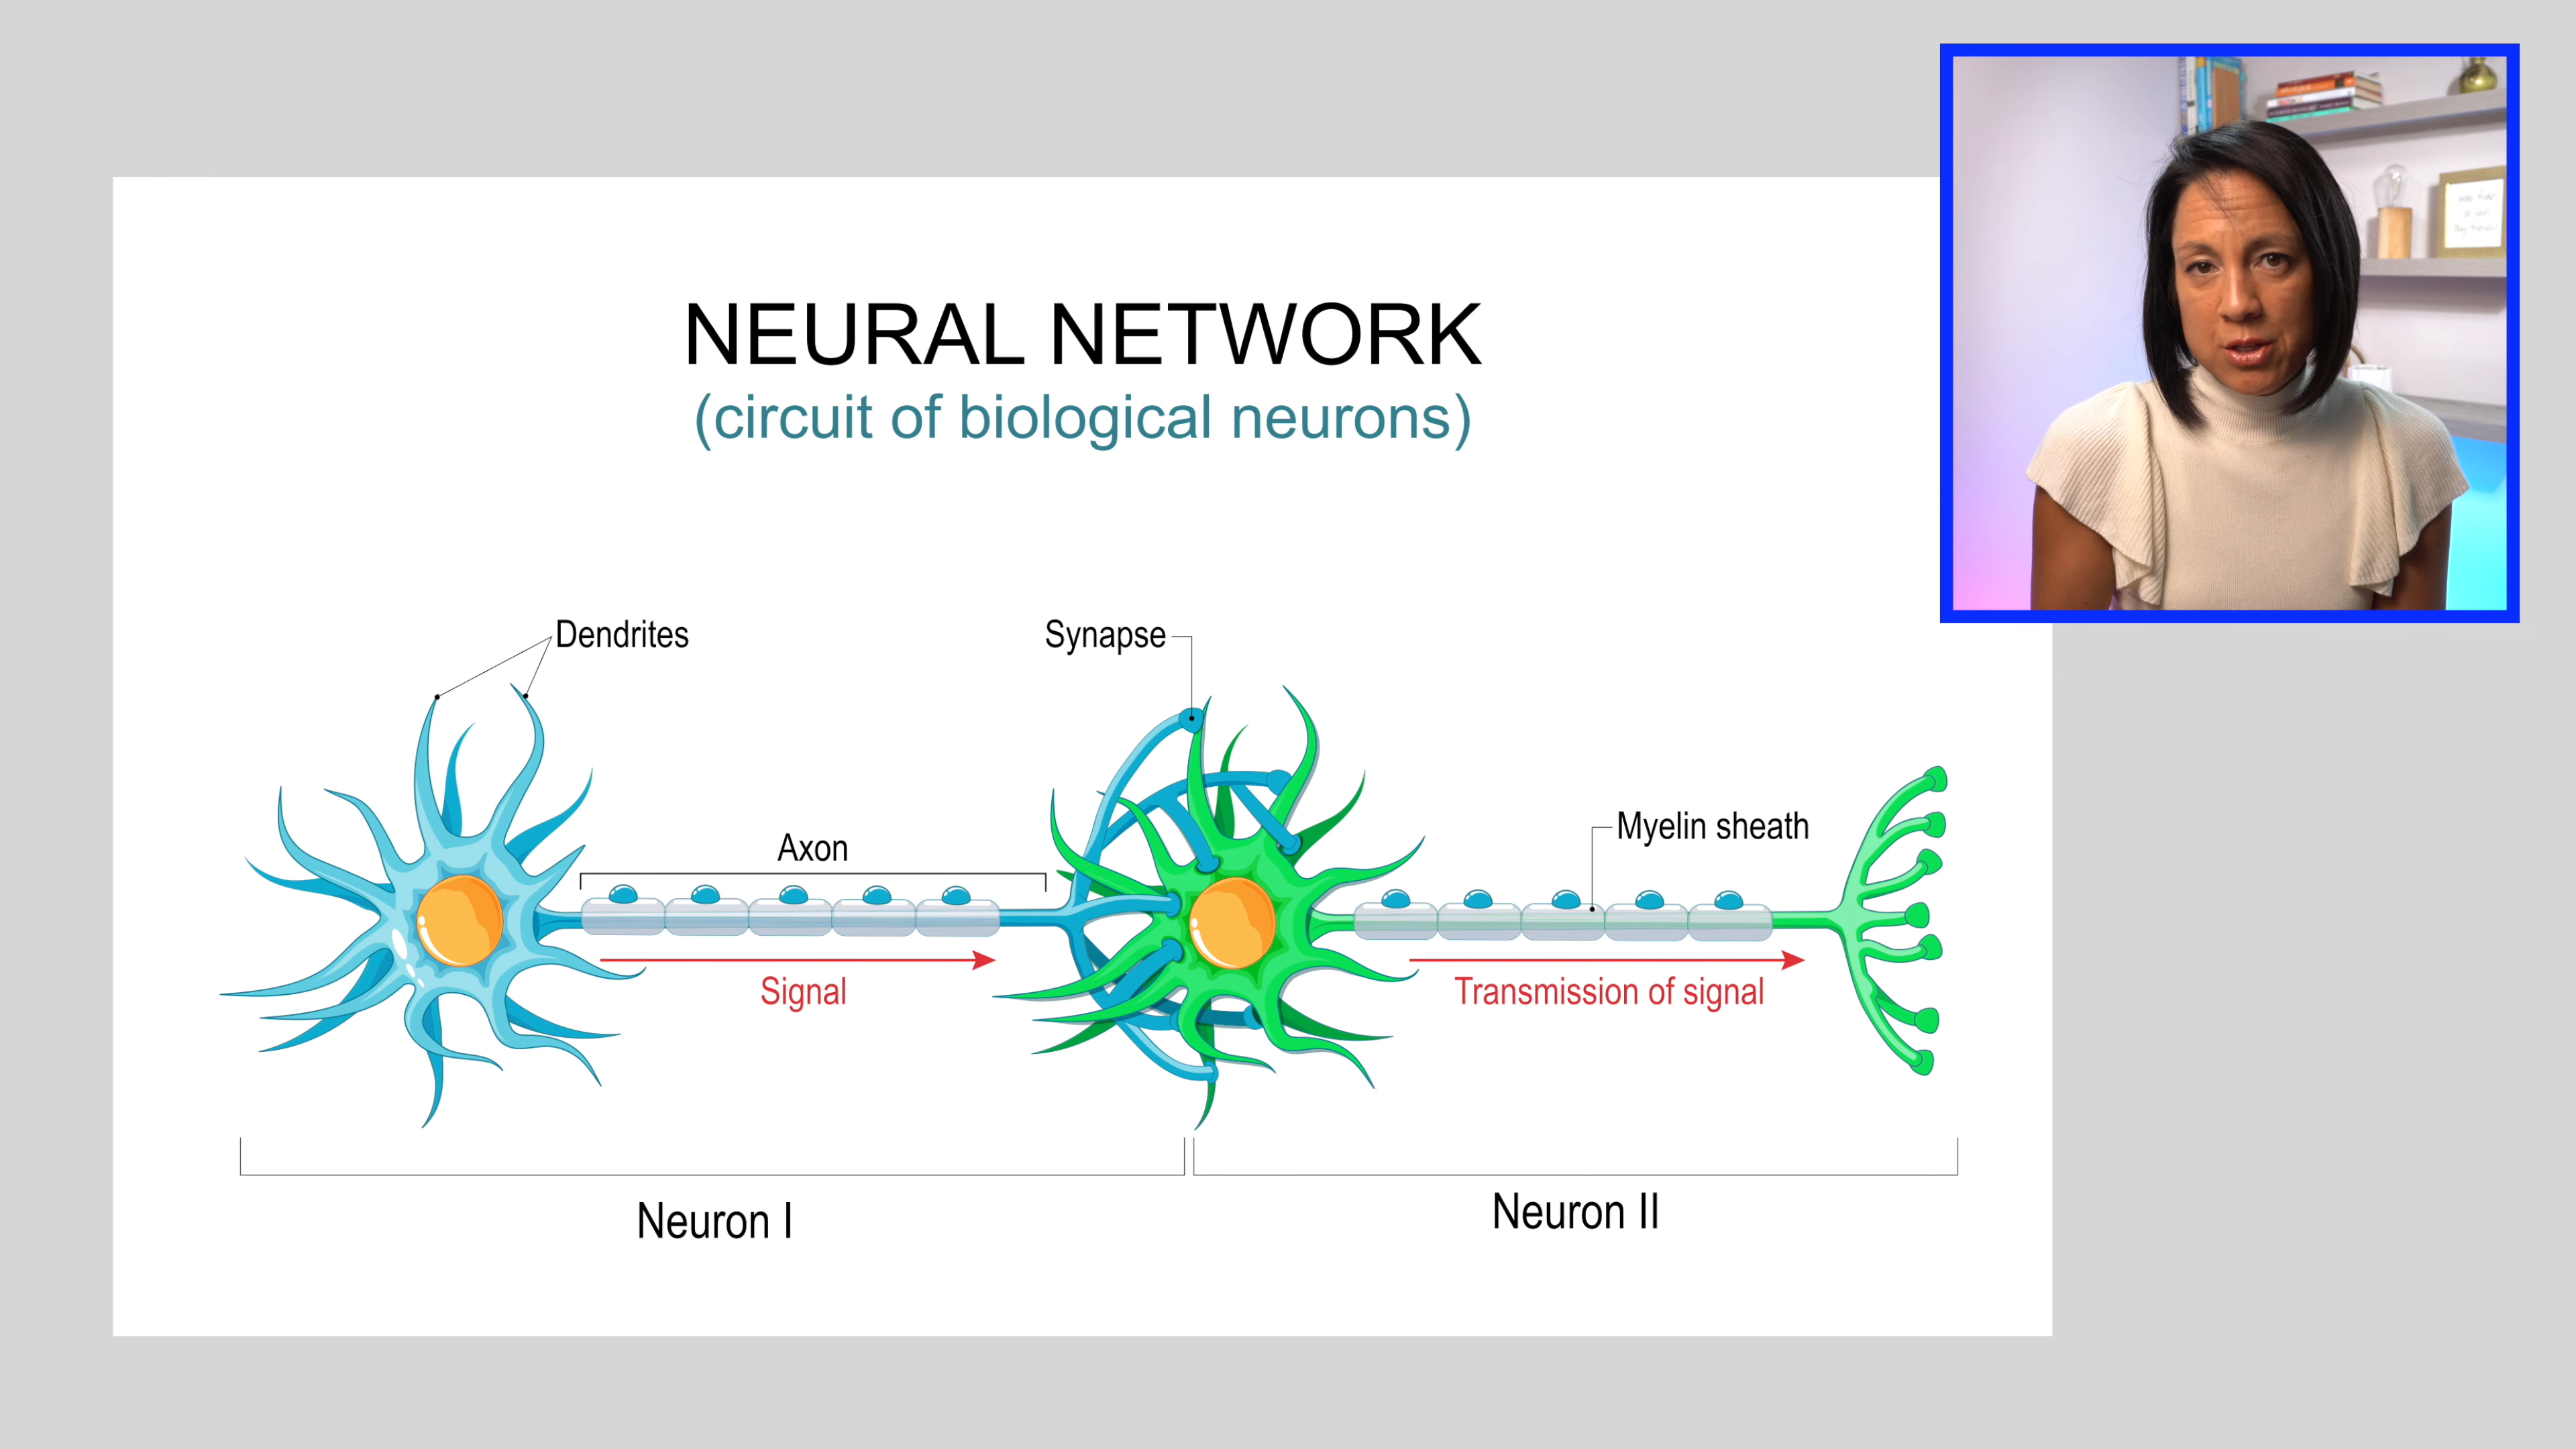 NEURAL NETWORK
(circuit of biological neurons)
Dendrites
Synapse
Axon
Myelin sheath
Signal
Transmission of signal
Neuron I
Neuron II